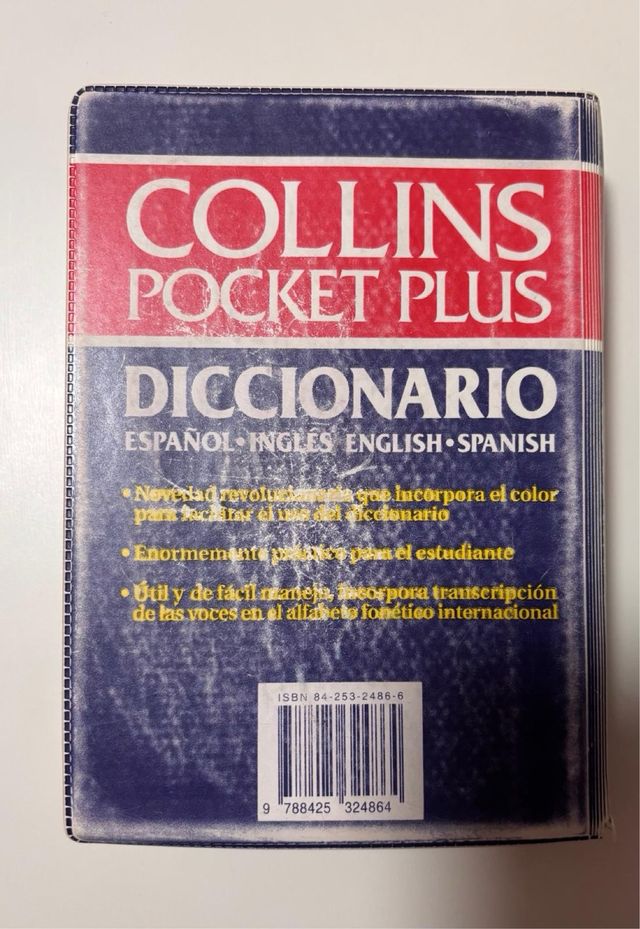 COLLINS
POCKET PLUS
DICCIONARIO
ESPAÑOL•INGLÉS ENGLISH•SPANISH
• Novedad revolucionaria que incorpora el color
para facilitar el uso del diccionario
• Enormemente práctico para el estudiante
• Útil y de fácil manejo, incorpora transcripción
de las voces en el alfabeto fonético internacional
ISBN 84-253-2486-6
9 788425 324864